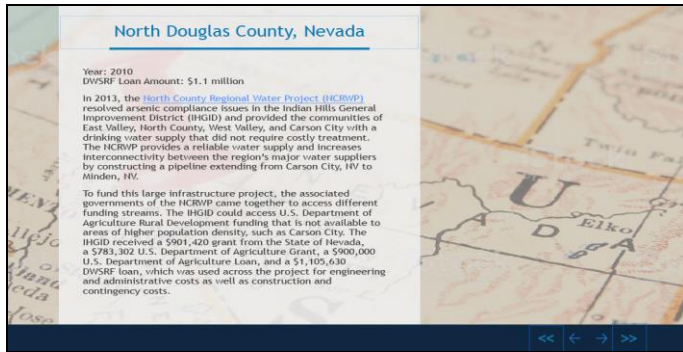 North Douglas County, Nevada
Year: 2010
DWSRF Loan Amount: $1.1 million
In 2013, the North County Regional Water Project (NCRWP)
resolved arsenic compliance issues in the Indian Hills General
Improvement District (IHGID) and provided the communities of
East Valley, North County, West Valley, and Carson City with a
drinking water supply that did not require costly treatment.
The NCRWP provides a reliable water supply and increases
interconnectivity between the region's major water suppliers
by constructing a pipeline extending from Carson City, NV to
Minden, NV.
To fund this large infrastructure project, the associated
governments of the NCRWP came together to access different
funding streams. The IHGID could access U.S. Department of
Agriculture Rural Development funding that is not available to
areas of higher population density, such as Carson City. The
IHGID received a $901,420 grant from the State of Nevada,
a $783,302 U.S. Department of Agriculture Grant, a $900,000
U.S. Department of Agriculture Loan, and a $1,105,630
DWSRF loan, which was used across the project for engineering
and administrative costs as well as construction and
contingency costs.
Twin Fal
U
Elko
A D A
<< ← → >>